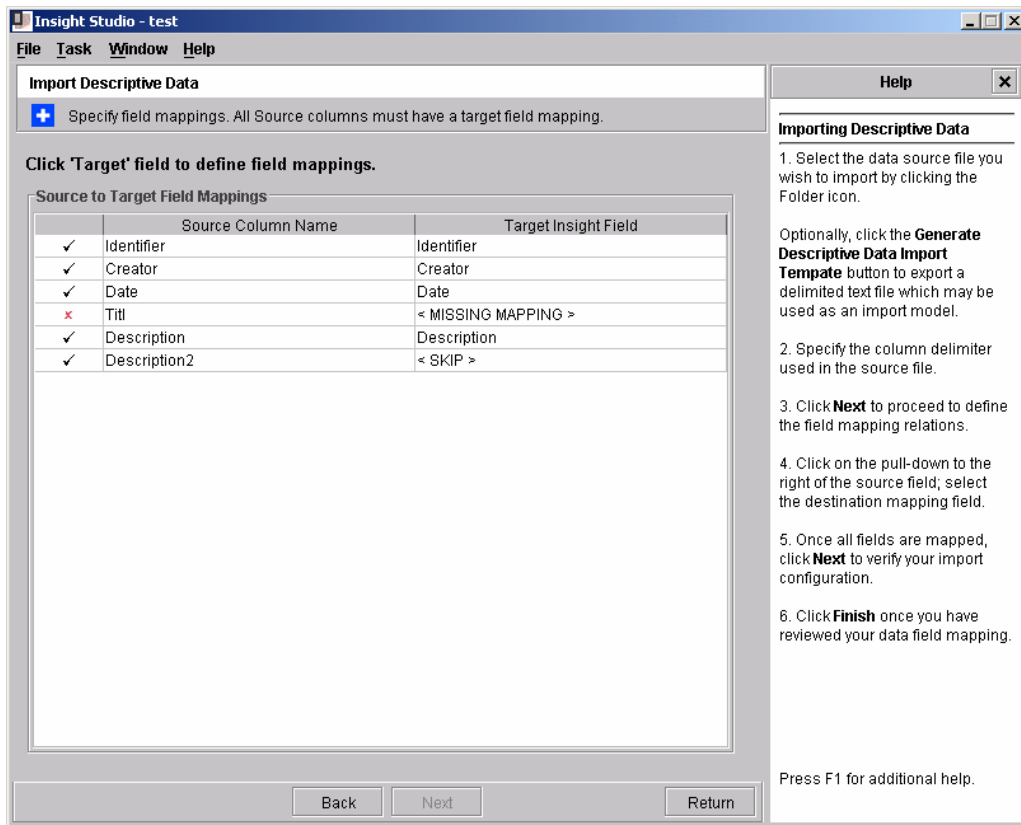 Insight Studio - test
File Task Window Help
Import Descriptive Data
Specify field mappings. All Source columns must have a target field mapping.
Click 'Target' field to define field mappings.
Source to Target Field Mappings
Source Column Name Target Insight Field
✓ Identifier Identifier
✓ Creator Creator
✓ Date Date
x Titl < MISSING MAPPING >
✓ Description Description
✓ Description2 < SKIP >
Back Next Return
Help
Importing Descriptive Data
1. Select the data source file you
wish to import by clicking the
Folder icon.
Optionally, click the Generate
Descriptive Data Import
Tempate button to export a
delimited text file which may be
used as an import model.
2. Specify the column delimiter
used in the source file.
3. Click Next to proceed to define
the field mapping relations.
4. Click on the pull-down to the
right of the source field; select
the destination mapping field.
5. Once all fields are mapped,
click Next to verify your import
configuration.
6. Click Finish once you have
reviewed your data field mapping.
Press F1 for additional help.